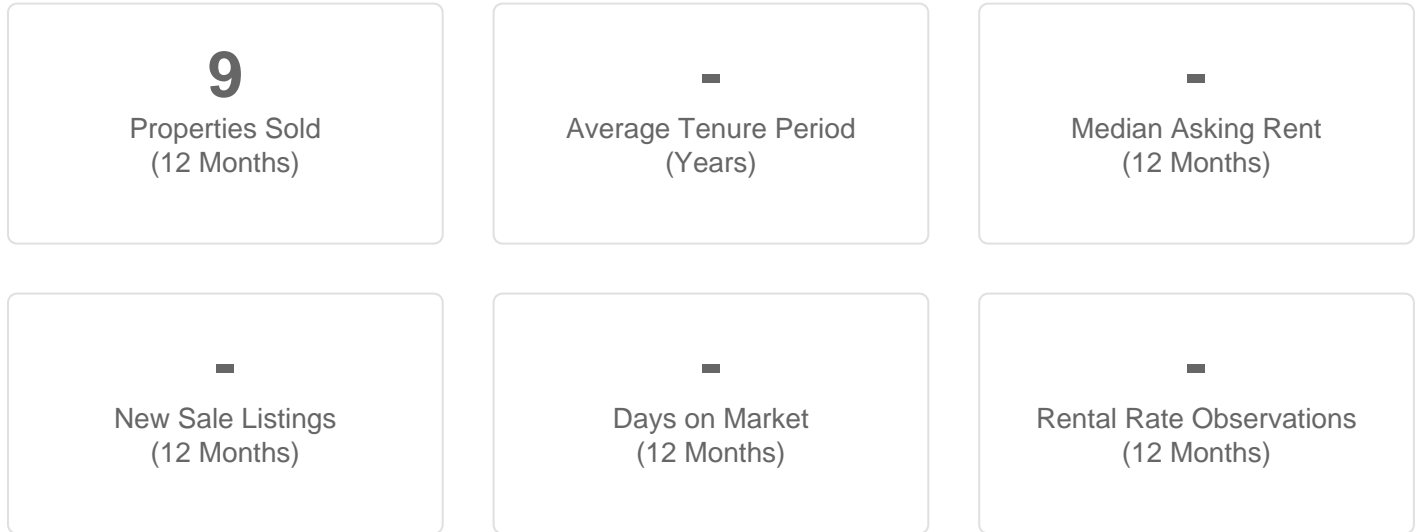 9
Properties Sold
(12 Months)
-
Average Tenure Period
(Years)
-
Median Asking Rent
(12 Months)
-
New Sale Listings
(12 Months)
-
Days on Market
(12 Months)
-
Rental Rate Observations
(12 Months)